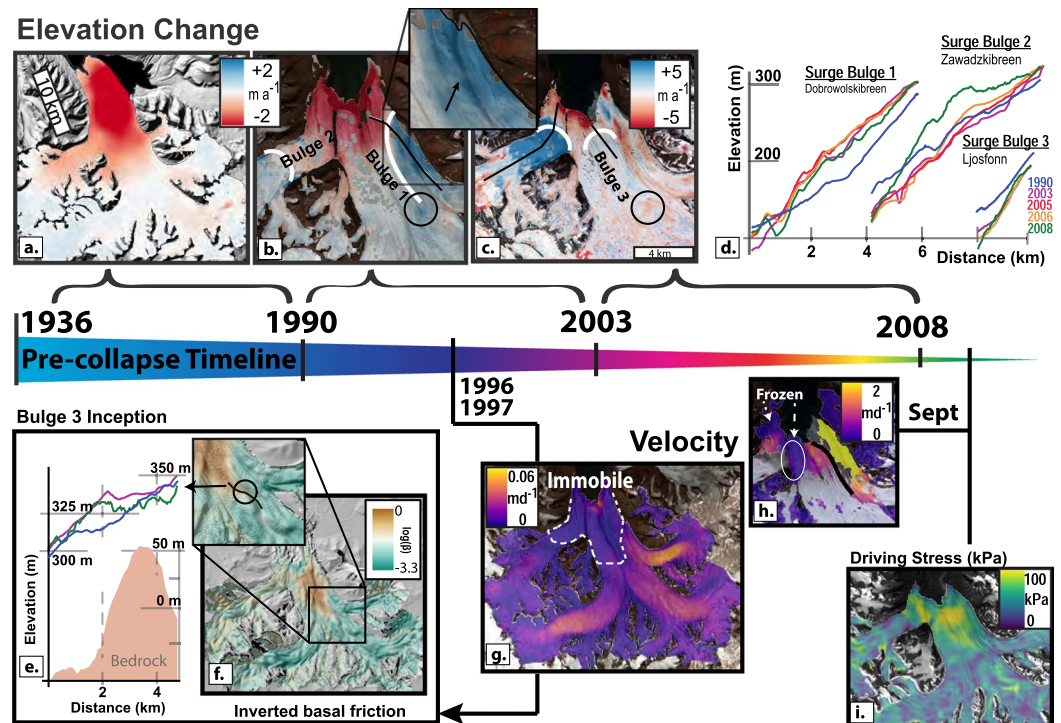 Elevation Change
10 km
+2
m a-1
-2
a.
Bulge 2
Bulge 1
b.
+5
m a-1
-5
Bulge 3
4 km
c.
Elevation (m)
300
200
Surge Bulge 1
Dobrowolskibreen
Surge Bulge 2
Zawadzkibreen
Surge Bulge 3
Ljosfonn
1990
2003
2005
2006
2008
2
4
6
d.
Distance (km)
1936
1990
2003
2008
Pre-collapse Timeline
1996
1997
Sept
Bulge 3 Inception
350 m
325 m
300 m
50 m
0 m
Elevation (m)
Bedrock
e.
2
4
Distance (km)
0
log(β)
-3.3
f.
Inverted basal friction
Velocity
0.06
md-1
0
Immobile
g.
Frozen
2
md-1
0
h.
Driving Stress (kPa)
100
kPa
0
i.